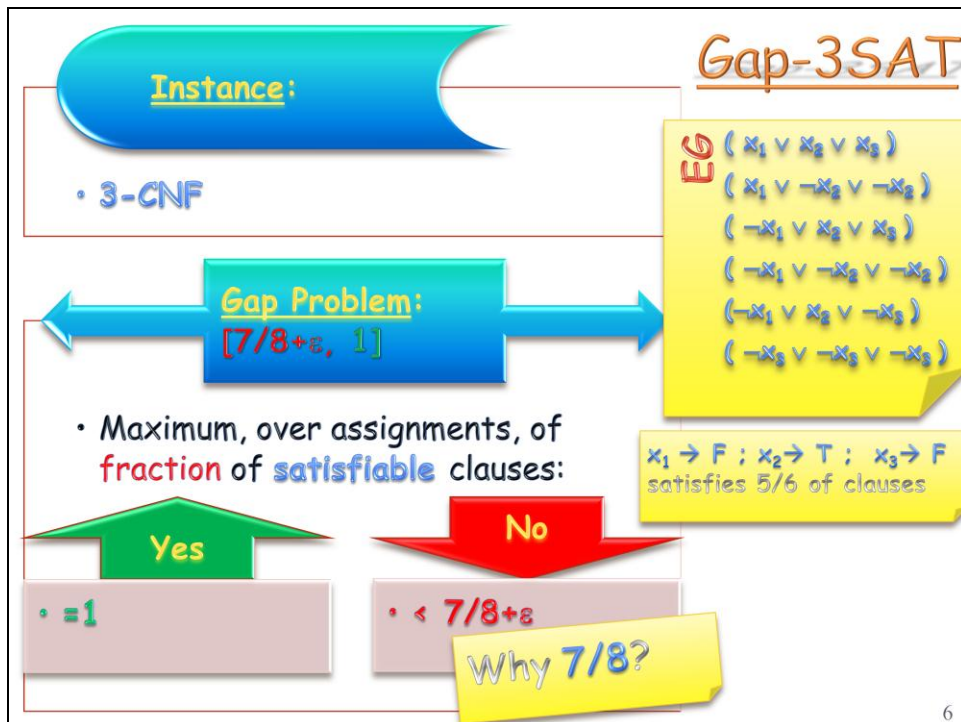 Gap-3SAT
Instance:
· 3-CNF
EG
( x₁ ∨ x₂ ∨ x₃ )
( x₁ ∨ ¬x₂ ∨ ¬x₂ )
( ¬x₁ ∨ x₂ ∨ x₃ )
( ¬x₁ ∨ ¬x₂ ∨ ¬x₂ )
(¬x₁ ∨ x₂ ∨ ¬x₃ )
( ¬x₃ ∨ ¬x₃ ∨ ¬x₃ )
x₁ → F ; x₂→ T ; x₃→ F
satisfies 5/6 of clauses
Gap Problem:
[7/8+ε, 1]
· Maximum, over assignments, of
fraction of satisfiable clauses:
Yes
· =1
No
· < 7/8+ε
Why 7/8?
6